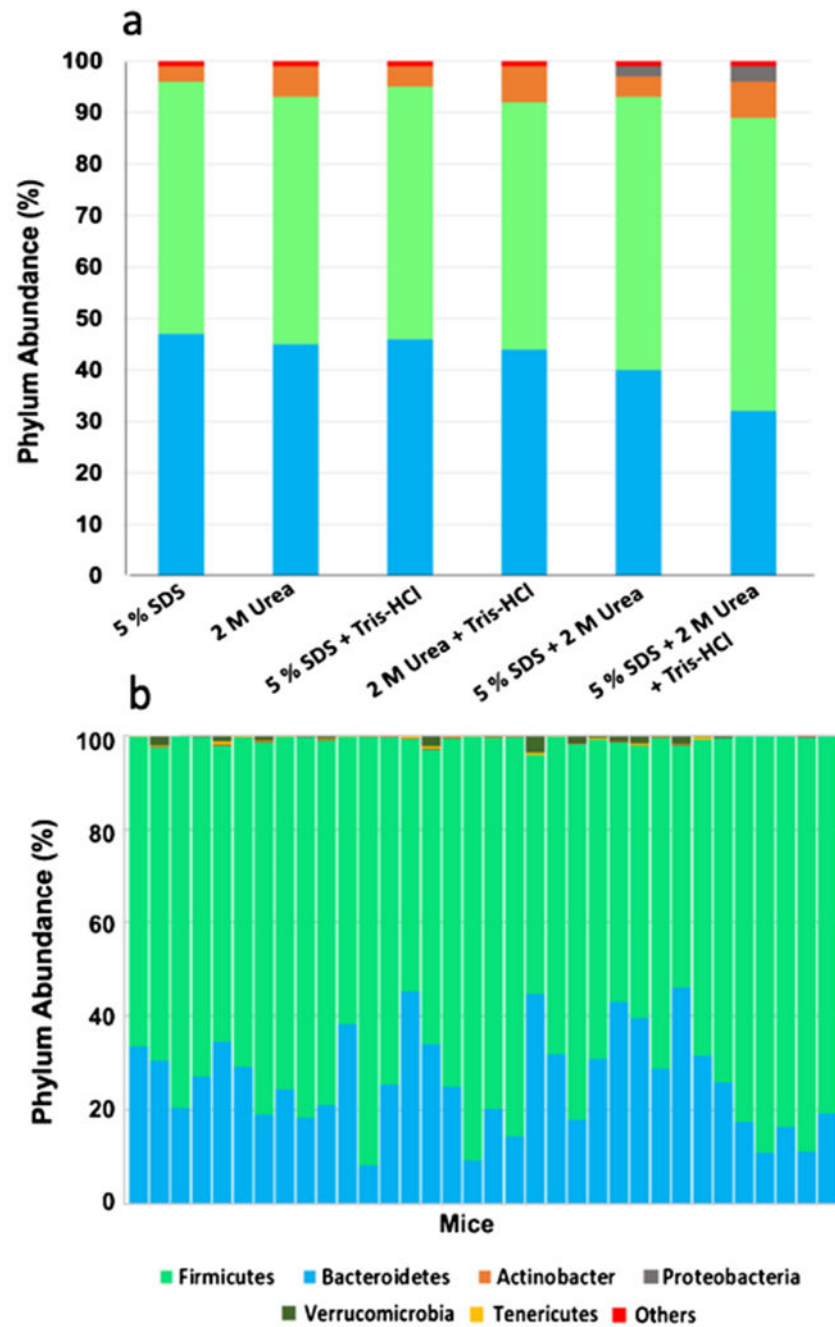 a
Phylum Abundance (%)
100
90
80
70
60
50
40
30
20
10
0
5 % SDS
2 M Urea
5 % SDS + Tris-HCl
2 M Urea + Tris-HCl
5 % SDS + 2 M Urea
5 % SDS + 2 M Urea
+ Tris-HCl
b
Phylum Abundance (%)
100
80
60
40
20
0
Mice
Firmicutes Bacteroidetes Actinobacter Proteobacteria
Verrucomicrobia Tenericutes Others